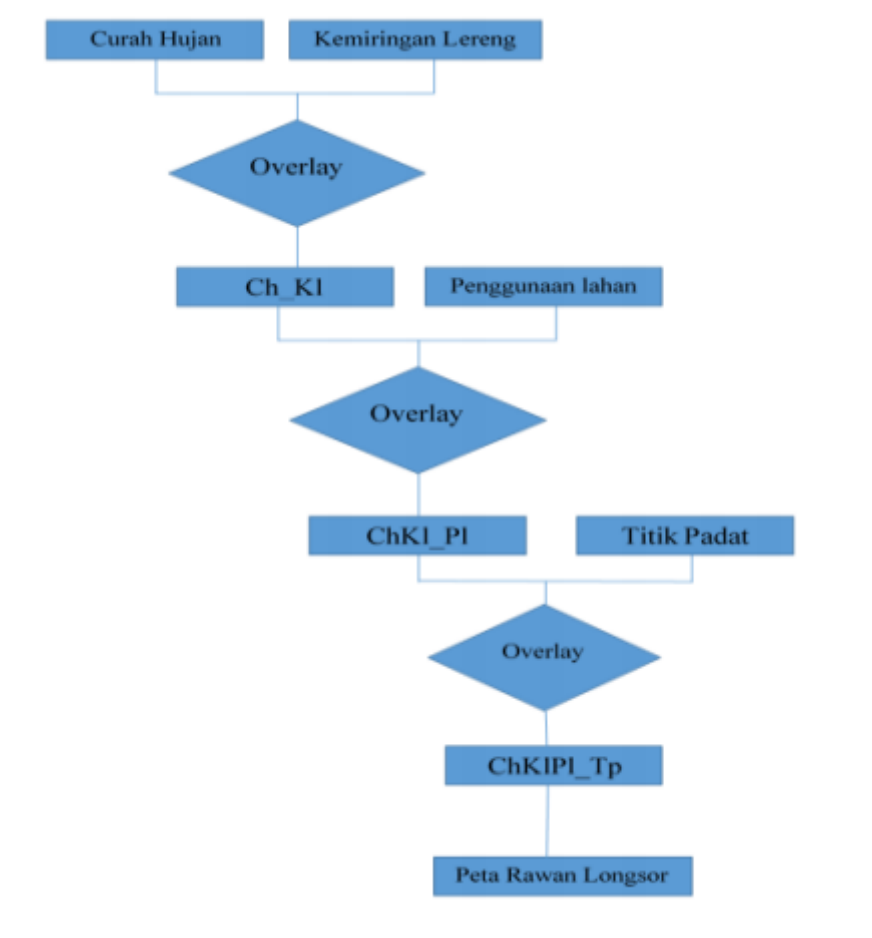 Curah Hujan
Kemiringan Lereng
Overlay
Ch_Kl
Penggunaan lahan
Overlay
ChKl_Pl
Titik Padat
Overlay
ChKlPl_Tp
Peta Rawan Longsor